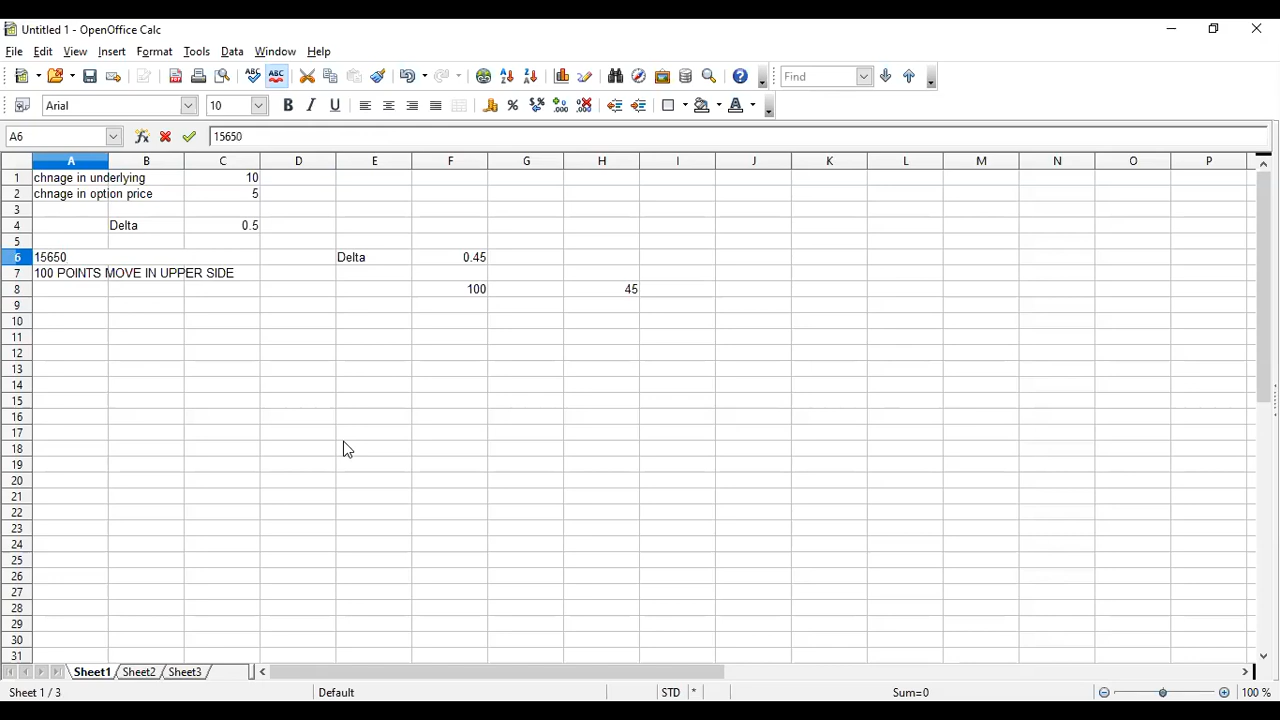 Untitled 1 - OpenOffice Calc
File Edit View Insert Format Tools Data Window Help
Find
Arial 10
A6 15650
A B C D E F G H I J K L M N O P
1 chnage in underlying 10
2 chnage in option price 5
3
4 Delta 0.5
5
6 15650 Delta 0.45
7 100 POINTS MOVE IN UPPER SIDE
8 100 45
9
10
11
12
13
14
15
16
17
18
19
20
21
22
23
24
25
26
27
28
29
30
31
Sheet1 Sheet2 Sheet3
Sheet 1 / 3 Default STD * Sum=0 100 %